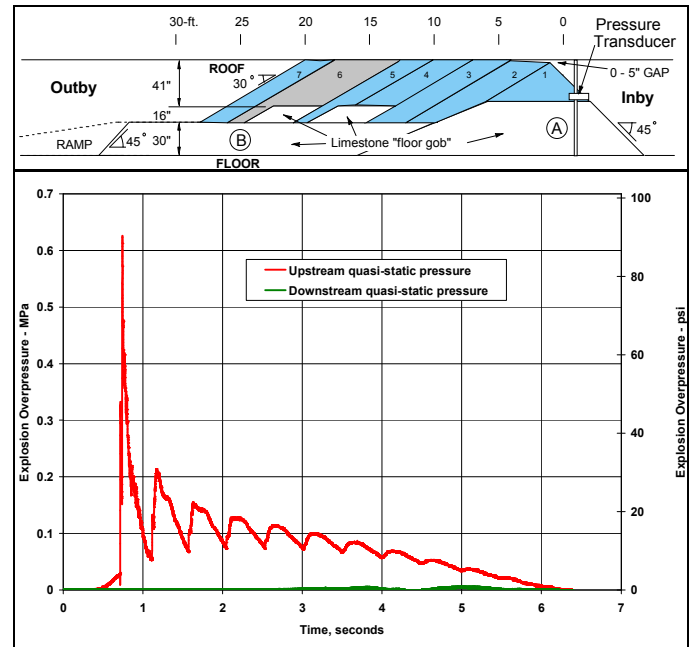 30-ft. 25 20 15 10 5 0
Pressure
Transducer
Outby
ROOF
30°
7 6 5 4 3 2 1
0 - 5" GAP
Inby
41"
16"
30"
RAMP
45°
B
Limestone "floor gob"
A
45°
FLOOR
0.7
0.6
0.5
0.4
0.3
0.2
0.1
0
Explosion Overpressure - MPa
Upstream quasi-static pressure
Downstream quasi-static pressure
100
80
60
40
20
0
Explosion Overpressure - psi
0 1 2 3 4 5 6 7
Time, seconds